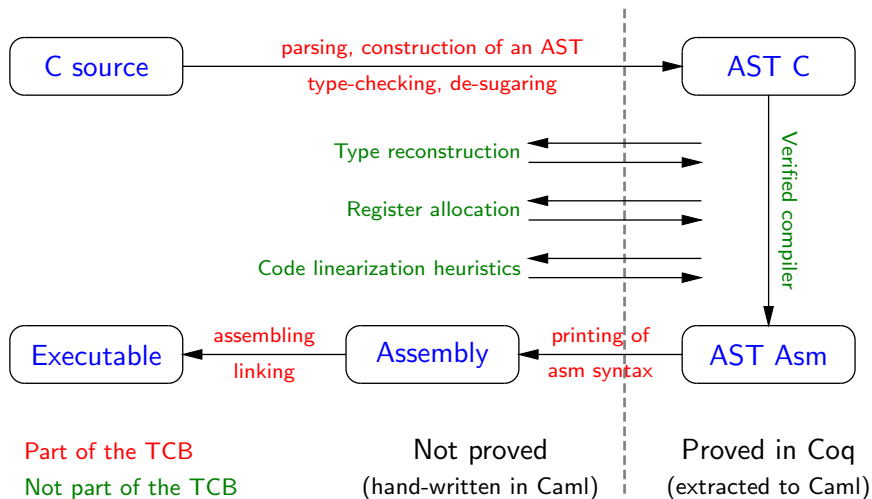 parsing, construction of an AST
C source
AST C
type-checking, de-sugaring
Type reconstruction
Verified compiler
Register allocation
Code linearization heuristics
assembling
printing of
Executable
Assembly
AST Asm
linking
asm syntax
Part of the TCB
Not proved
Proved in Coq
Not part of the TCB
(hand-written in Caml)
(extracted to Caml)